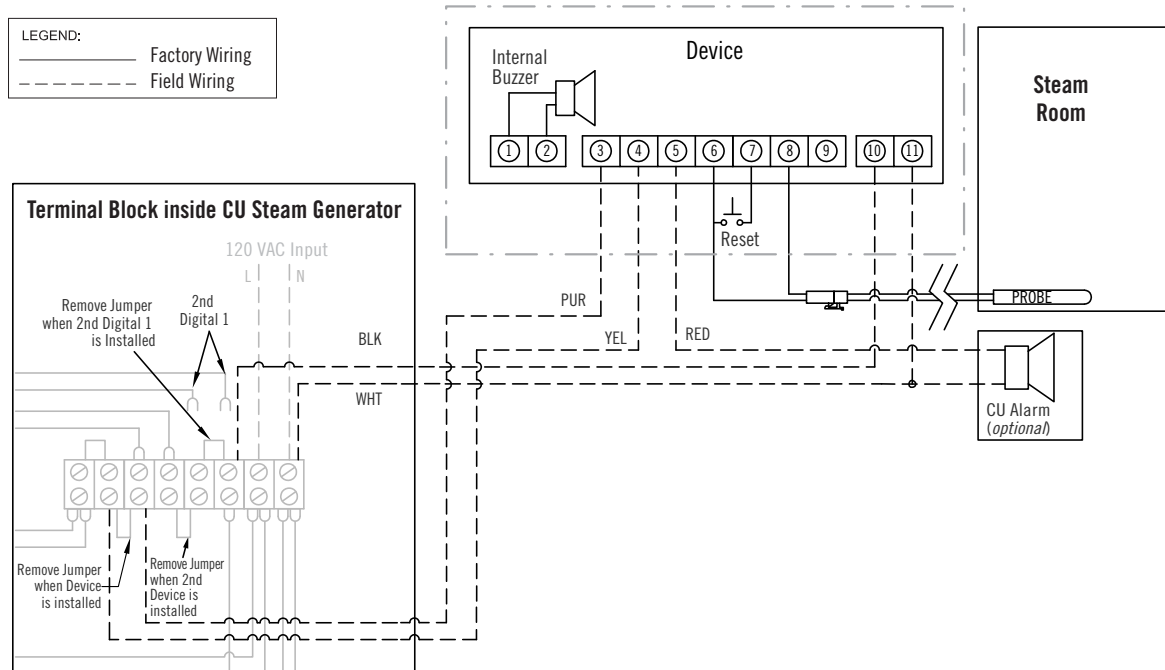 LEGEND:
Factory Wiring
Field Wiring
Device
Internal
Buzzer
1 2 3 4 5 6 7 8 9 10 11
Reset
Steam
Room
PROBE
Terminal Block inside CU Steam Generator
120 VAC Input
L N
Remove Jumper
when 2nd Digital 1
is Installed
2nd
Digital 1
PUR
YEL
RED
BLK
WHT
CU Alarm
(optional)
Remove Jumper
when Device
is installed
Remove Jumper
when 2nd
Device is
installed